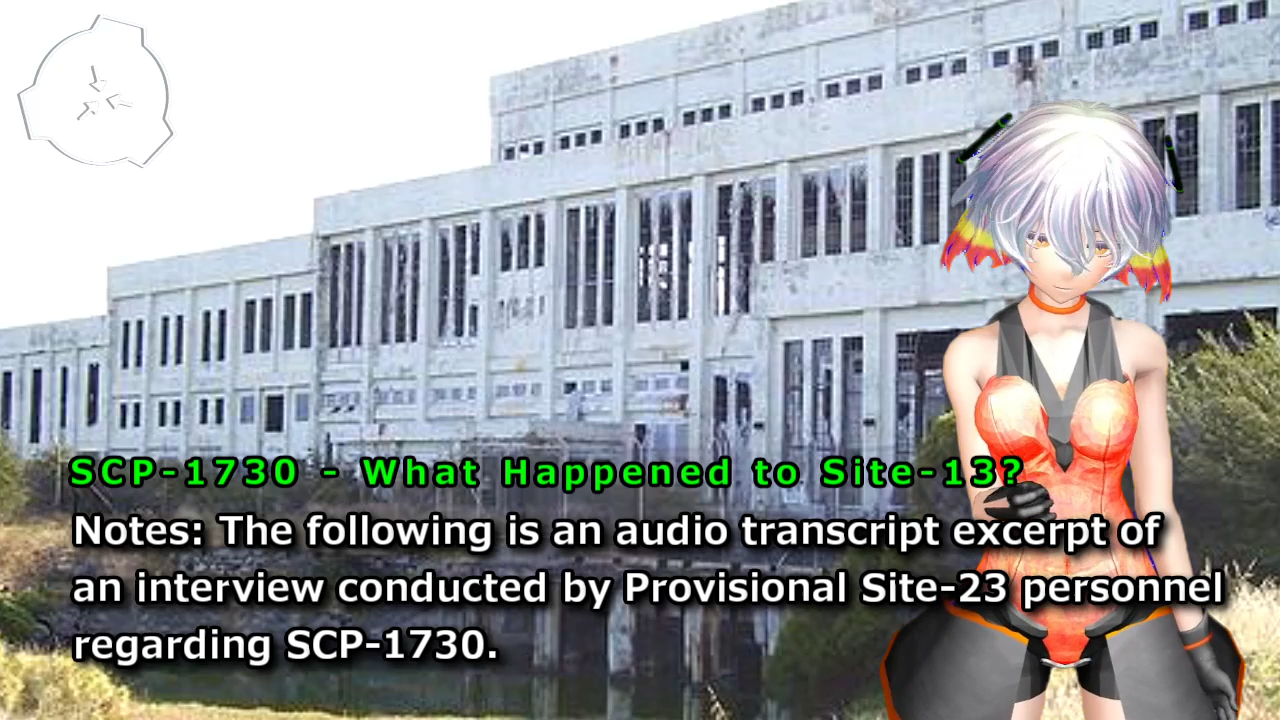 SCP-1730 - What Happened to Site-13?
Notes: The following is an audio transcript excerpt of
an interview conducted by Provisional Site-23 personnel
regarding SCP-1730.